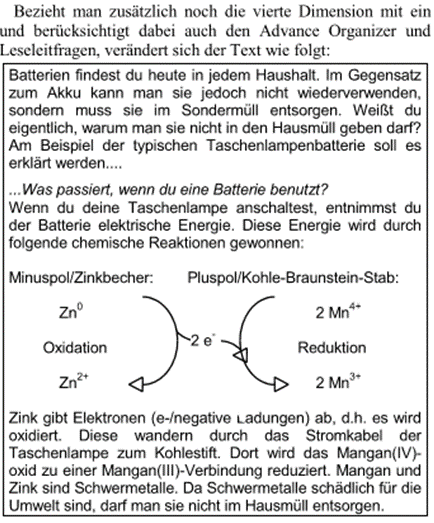 Bezieht man zusätzlich noch die vierte Dimension mit ein
und berücksichtigt dabei auch den Advance Organizer und
Leseleitfragen, verändert sich der Text wie folgt:
Batterien findest du heute in jedem Haushalt. Im Gegensatz
zum Akku kann man sie jedoch nicht wiederverwenden,
sondern muss sie im Sondermüll entsorgen. Weißt du
eigentlich, warum man sie nicht in den Hausmüll geben darf?
Am Beispiel der typischen Taschenlampenbatterie soll es
erklärt werden....
...Was passiert, wenn du eine Batterie benutzt?
Wenn du deine Taschenlampe anschaltest, entnimmst du
der Batterie elektrische Energie. Diese Energie wird durch
folgende chemische Reaktionen gewonnen:
Minuspol/Zinkbecher: Pluspol/Kohle-Braunstein-Stab:
Zn⁰ 2 Mn⁴⁺
Oxidation 2 e⁻ Reduktion
Zn²⁺ 2 Mn³⁺
Zink gibt Elektronen (e-/negative Ladungen) ab, d.h. es wird
oxidiert. Diese wandern durch das Stromkabel der
Taschenlampe zum Kohlestift. Dort wird das Mangan(IV)-
oxid zu einer Mangan(III)-Verbindung reduziert. Mangan und
Zink sind Schwermetalle. Da Schwermetalle schädlich für die
Umwelt sind, darf man sie nicht im Hausmüll entsorgen.